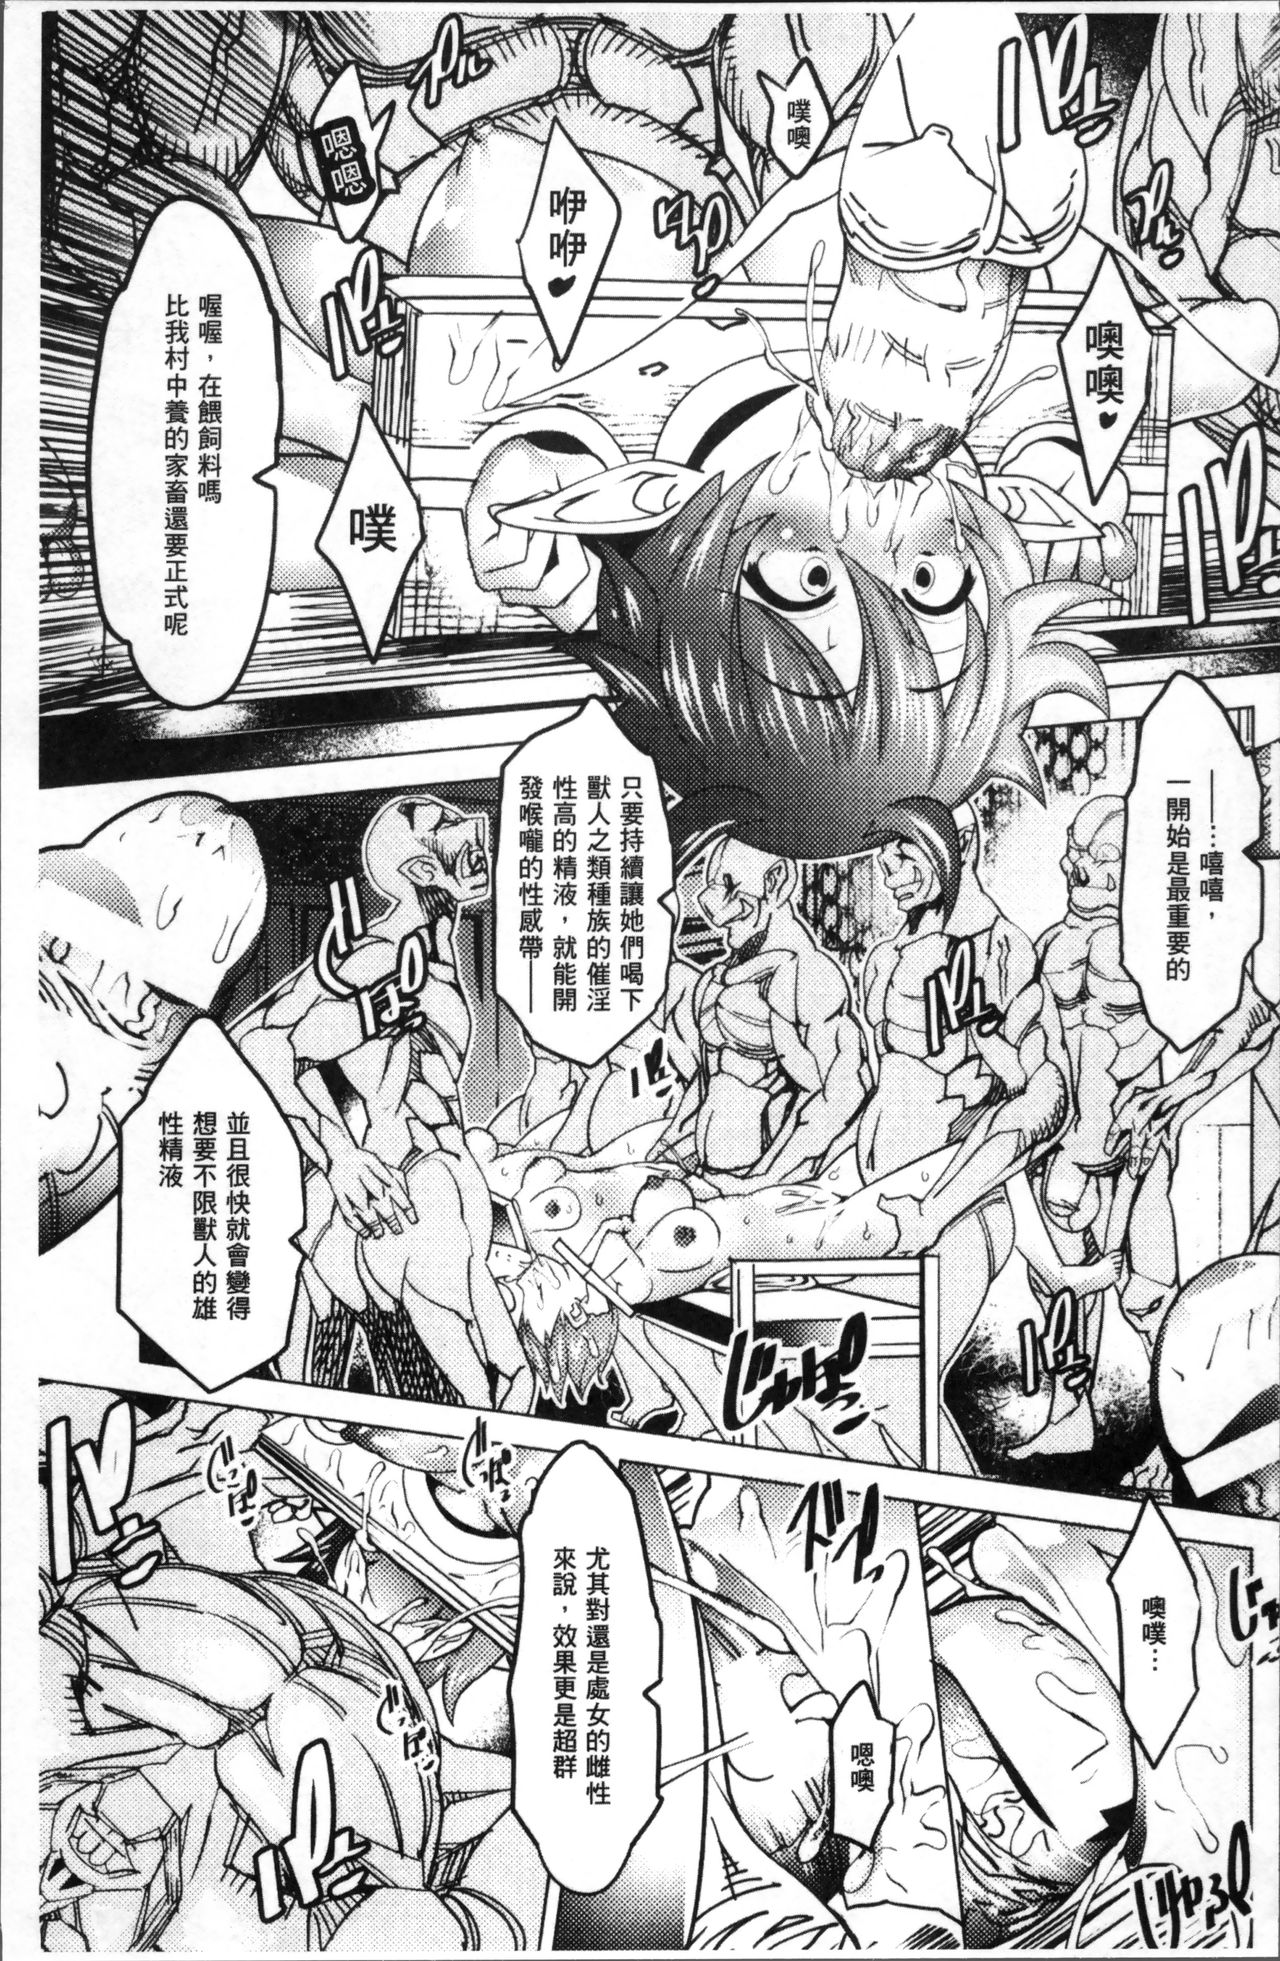 噗噢
嗯嗯
咿
咿♥
噢
噢♥
噗
喔喔，在餵飼料嗎
比我村中養的家畜還要正式呢
──…嘻嘻，
一開始是最重要的
只要持續讓她們喝下
獸人之類種族的催淫
性高的精液，就能開
發喉嚨的性感帶──
並且很快就會變得
想要不限獸人的雄
性精液
噢噗…
嗯噢
尤其對還是處女的雌性
來說，效果更是超群